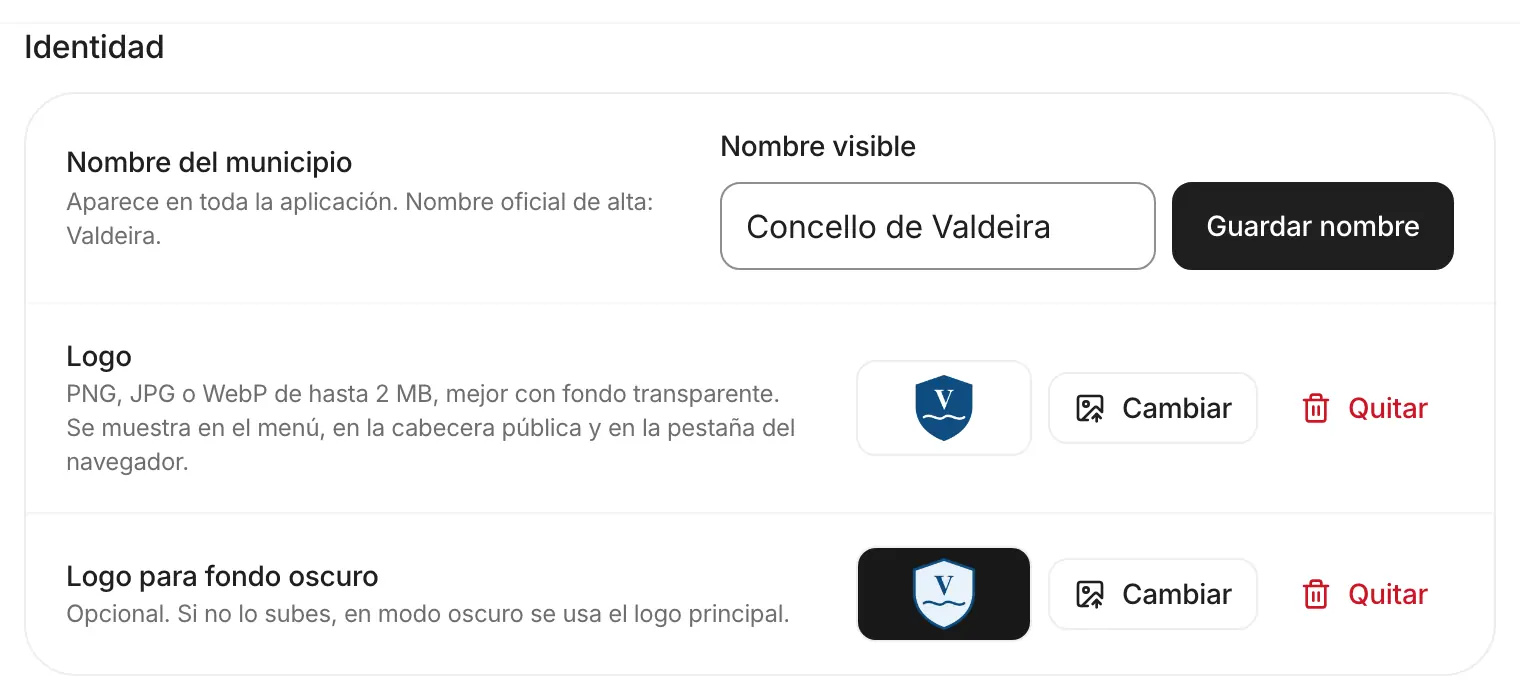 Identidad
Nombre del municipio
Aparece en toda la aplicación. Nombre oficial de alta:
Valdeira.
Nombre visible
Concello de Valdeira
Guardar nombre
Logo
PNG, JPG o WebP de hasta 2 MB, mejor con fondo transparente.
Se muestra en el menú, en la cabecera pública y en la pestaña del
navegador.
V
Cambiar
Quitar
Logo para fondo oscuro
Opcional. Si no lo subes, en modo oscuro se usa el logo principal.
V
Cambiar
Quitar